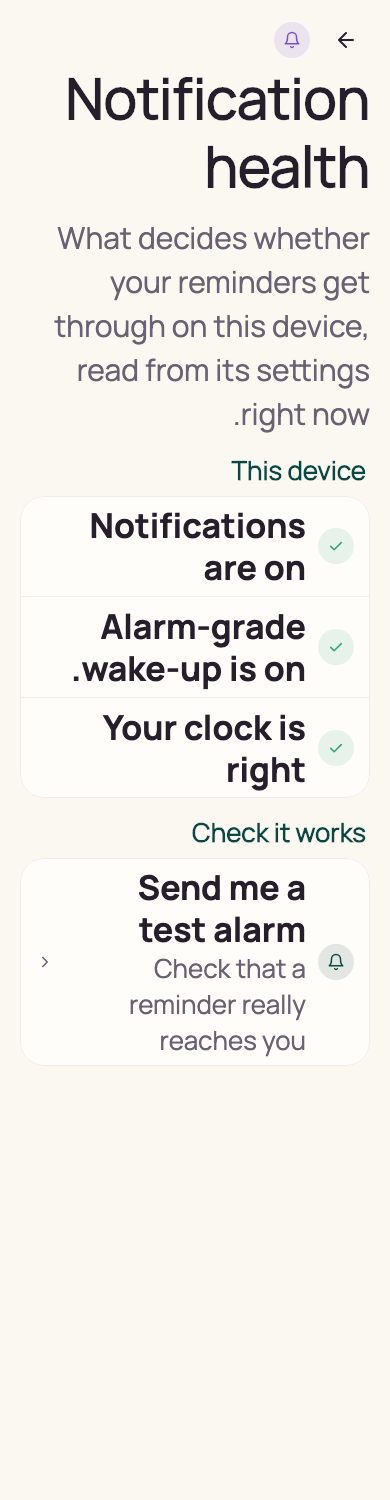 Notification
health
What decides whether
your reminders get
through on this device,
read from its settings
.right now
This device
Notifications
are on
Alarm-grade
.wake-up is on
Your clock is
right
Check it works
Send me a
test alarm
Check that a
reminder really
reaches you